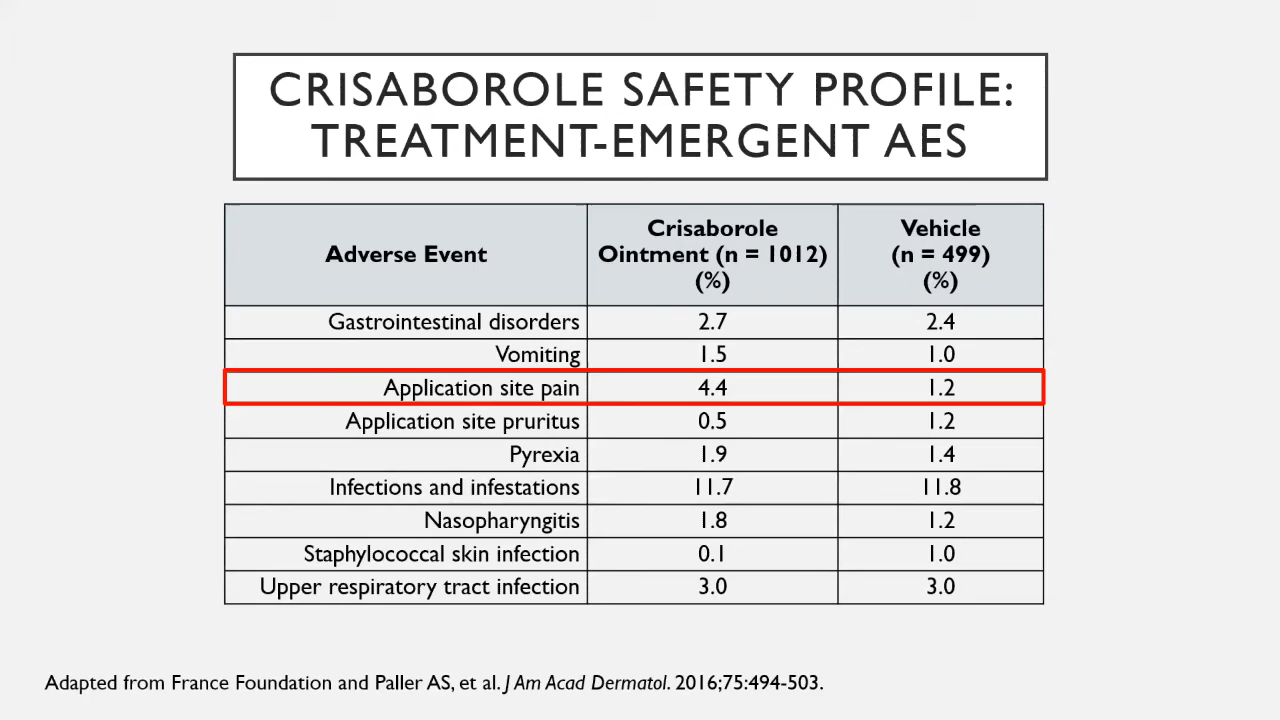 CRISABOROLE SAFETY PROFILE:
TREATMENT-EMERGENT AES
Adverse Event
Crisaborole
Ointment (n = 1012)
(%)
Vehicle
(n = 499)
(%)
Gastrointestinal disorders 2.7 2.4
Vomiting 1.5 1.0
Application site pain 4.4 1.2
Application site pruritus 0.5 1.2
Pyrexia 1.9 1.4
Infections and infestations 11.7 11.8
Nasopharyngitis 1.8 1.2
Staphylococcal skin infection 0.1 1.0
Upper respiratory tract infection 3.0 3.0
Adapted from France Foundation and Paller AS, et al. J Am Acad Dermatol. 2016;75:494-503.